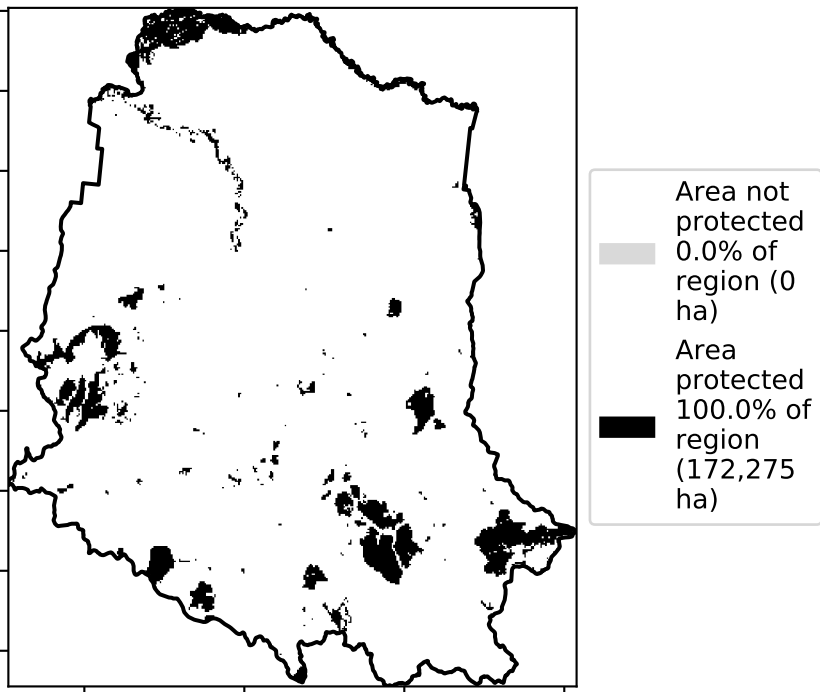 Area not
protected
0.0% of
region (0
ha)
Area
protected
100.0% of
region
(172,275
ha)